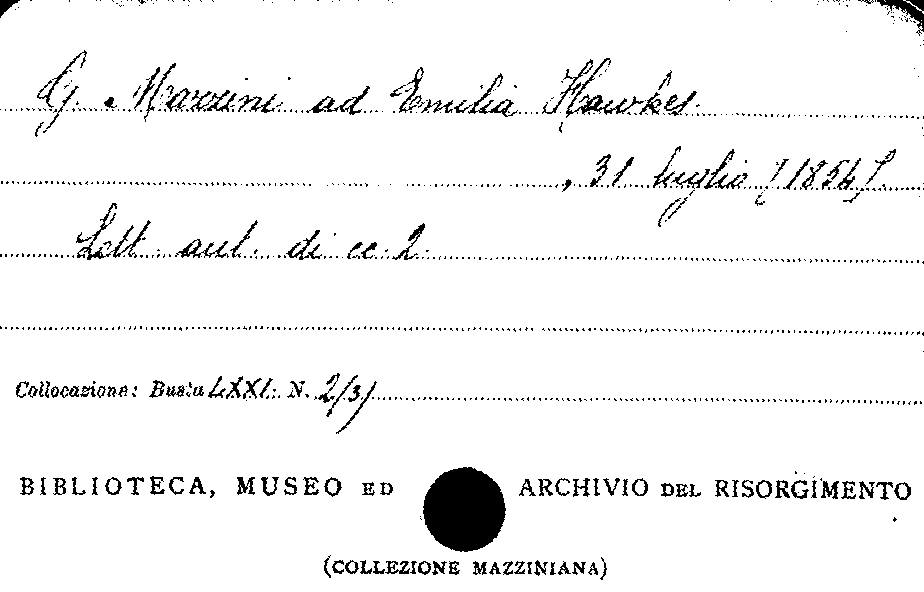 G. Mazzini ad Emilia Hawkes.
, 31 luglio [1854].
Lett. aut. di cc. 2.
Collocazione: Busta LXXI. N. 2/3)
BIBLIOTECA, MUSEO ED ARCHIVIO DEL RISORGIMENTO
(COLLEZIONE MAZZINIANA)